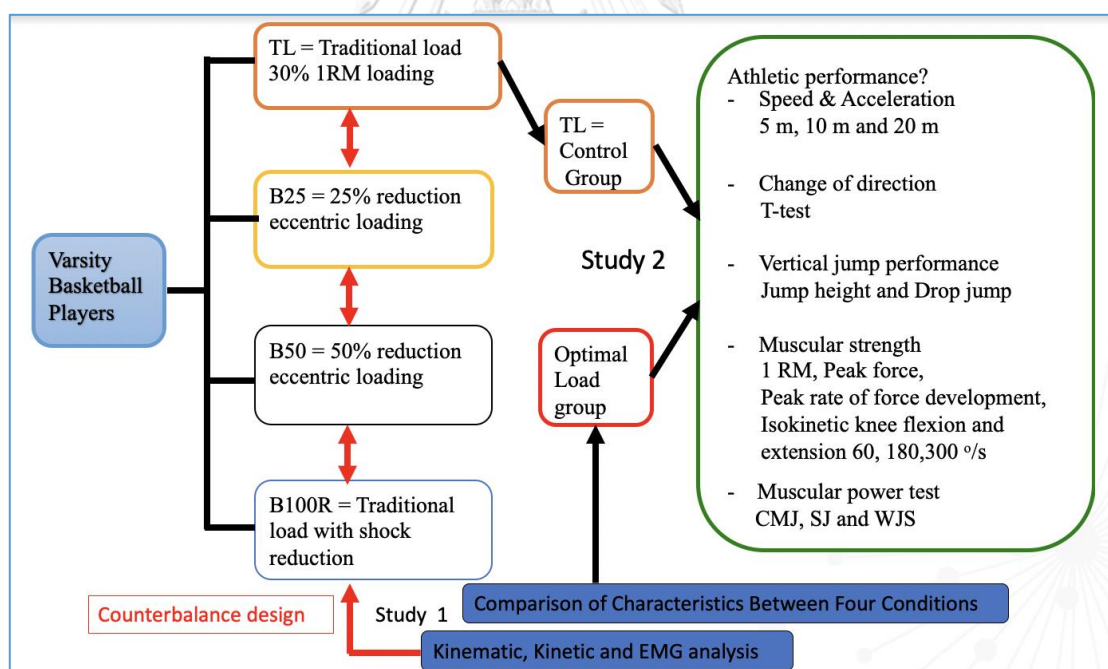 TL = Traditional load
30% 1RM loading
B25 = 25% reduction
eccentric loading
Varsity
Basketball
Players
B50 = 50% reduction
eccentric loading
B100R = Traditional
load with shock
reduction
Counterbalance design
Study 1
Kinematic, Kinetic and EMG analysis
Comparison of Characteristics Between Four Conditions
TL =
Control
Group
Study 2
Optimal
Load
group
Athletic performance?
- Speed & Acceleration
5 m, 10 m and 20 m
- Change of direction
T-test
- Vertical jump performance
Jump height and Drop jump
- Muscular strength
1 RM, Peak force,
Peak rate of force development,
Isokinetic knee flexion and
extension 60, 180,300 º/s
- Muscular power test
CMJ, SJ and WJS